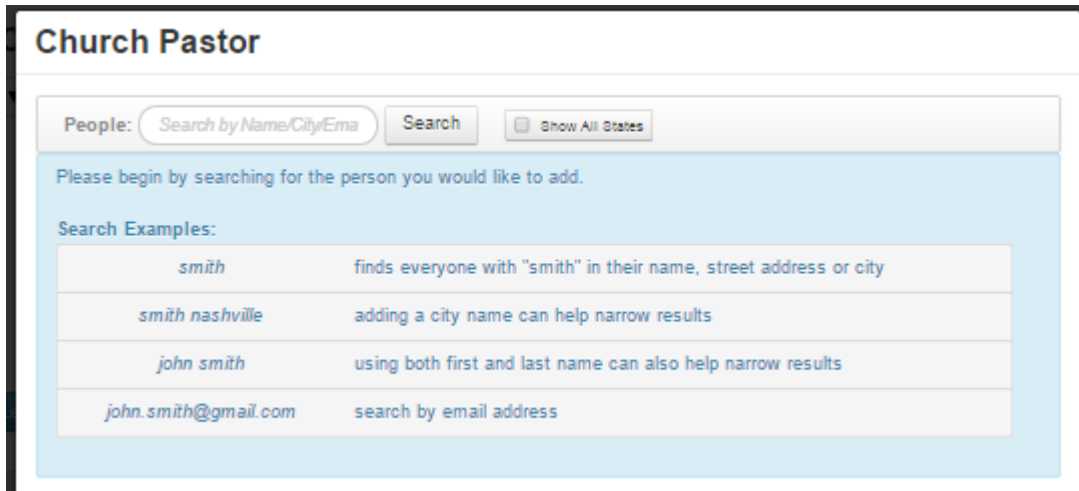 Church Pastor
People: Search by Name/City/Ema Search Show All States
Please begin by searching for the person you would like to add.
Search Examples:
smith finds everyone with "smith" in their name, street address or city
smith nashville adding a city name can help narrow results
john smith using both first and last name can also help narrow results
john.smith@gmail.com search by email address